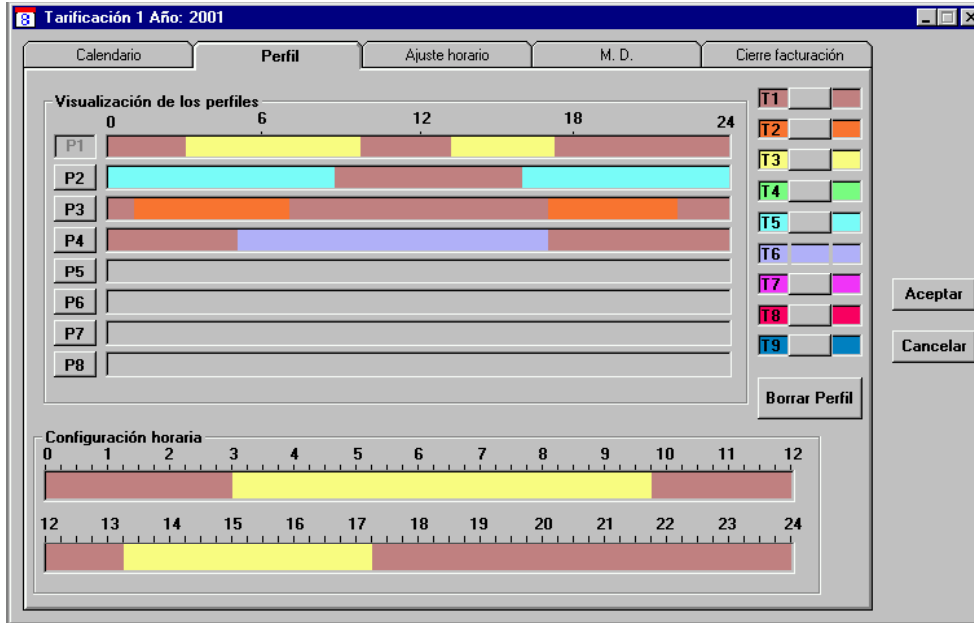 8 Tarificación 1 Año: 2001
Calendario Perfil Ajuste horario M. D. Cierre facturación
Visualización de los perfiles
0 6 12 18 24
P1
P2
P3
P4
P5
P6
P7
P8
T1
T2
T3
T4
T5
T6
T7
T8
T9
Borrar Perfil
Aceptar
Cancelar
Configuración horaria
0 1 2 3 4 5 6 7 8 9 10 11 12
12 13 14 15 16 17 18 19 20 21 22 23 24